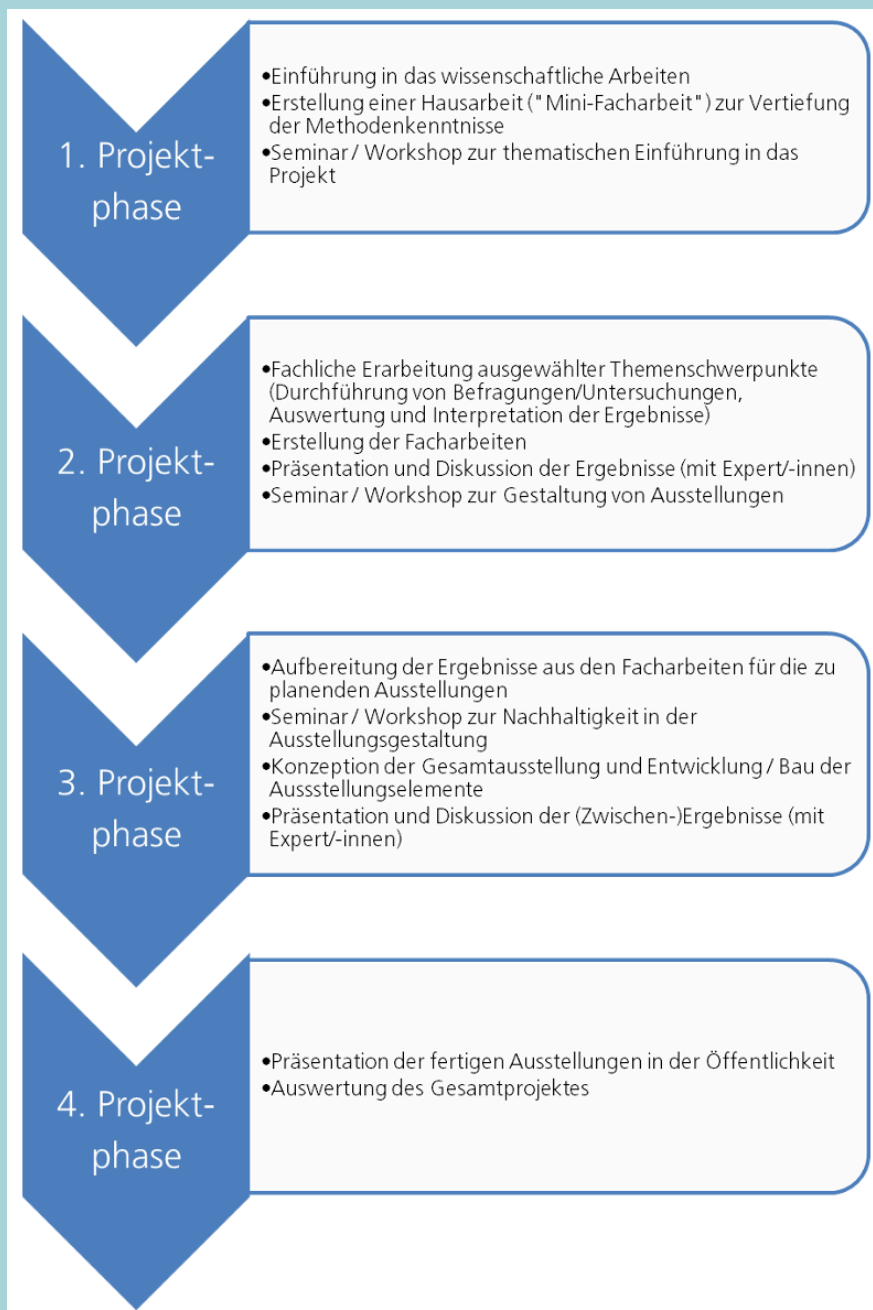 1. Projekt-
phase
•Einführung in das wissenschaftliche Arbeiten
•Erstellung einer Hausarbeit ("Mini-Facharbeit") zur Vertiefung
der Methodenkenntnisse
•Seminar / Workshop zur thematischen Einführung in das
Projekt
2. Projekt-
phase
•Fachliche Erarbeitung ausgewählter Themenschwerpunkte
(Durchführung von Befragungen/Untersuchungen,
Auswertung und Interpretation der Ergebnisse)
•Erstellung der Facharbeiten
•Präsentation und Diskussion der Ergebnisse (mit Expert/-innen)
•Seminar / Workshop zur Gestaltung von Ausstellungen
3. Projekt-
phase
•Aufbereitung der Ergebnisse aus den Facharbeiten für die zu
planenden Ausstellungen
•Seminar / Workshop zur Nachhaltigkeit in der
Ausstellungsgestaltung
•Konzeption der Gesamtausstellung und Entwicklung / Bau der
Aussstellungselemente
•Präsentation und Diskussion der (Zwischen-)Ergebnisse (mit
Expert/-innen)
4. Projekt-
phase
•Präsentation der fertigen Ausstellungen in der Öffentlichkeit
•Auswertung des Gesamtprojektes